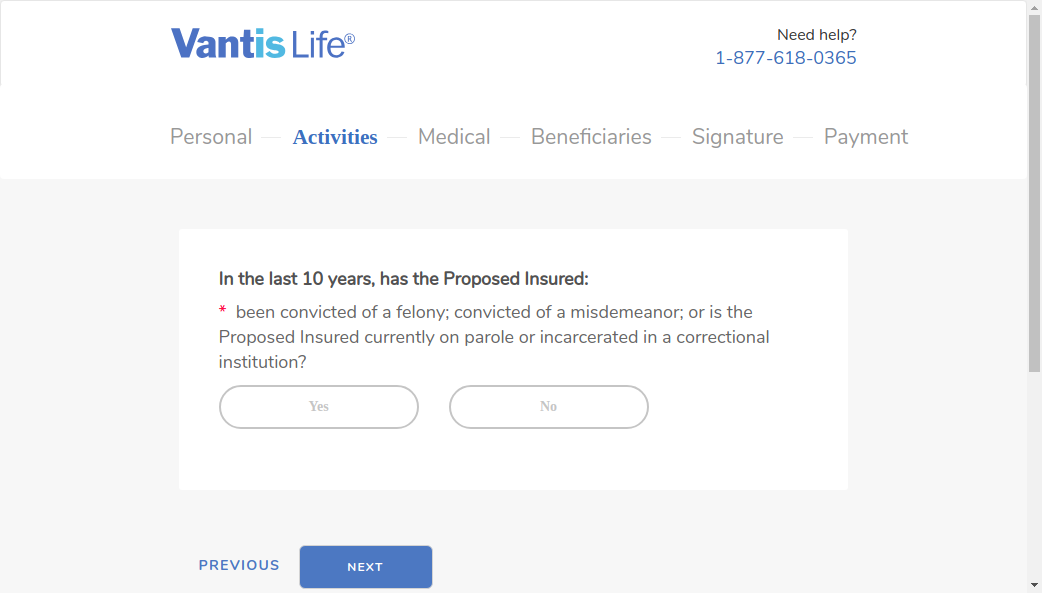 Vantis Life®
Need help?
1-877-618-0365
Personal Activities Medical Beneficiaries Signature Payment
In the last 10 years, has the Proposed Insured:
* been convicted of a felony; convicted of a misdemeanor; or is the
Proposed Insured currently on parole or incarcerated in a correctional
institution?
Yes No
PREVIOUS NEXT